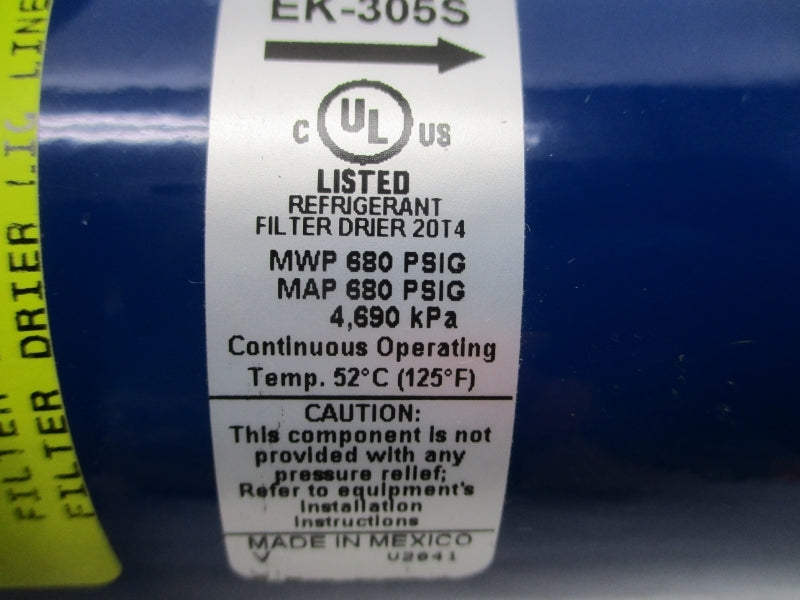 EK-305S
C UL US
LISTED
REFRIGERANT
FILTER DRIER 20T4
MWP 680 PSIG
MAP 680 PSIG
4,690 kPa
Continuous Operating
Temp. 52°C (125°F)
CAUTION:
This component is not
provided with any
pressure relief;
Refer to equipment's
Installation
Instructions
MADE IN MEXICO
V U2041
FILTER DRIER LIQ LINE
FILTER